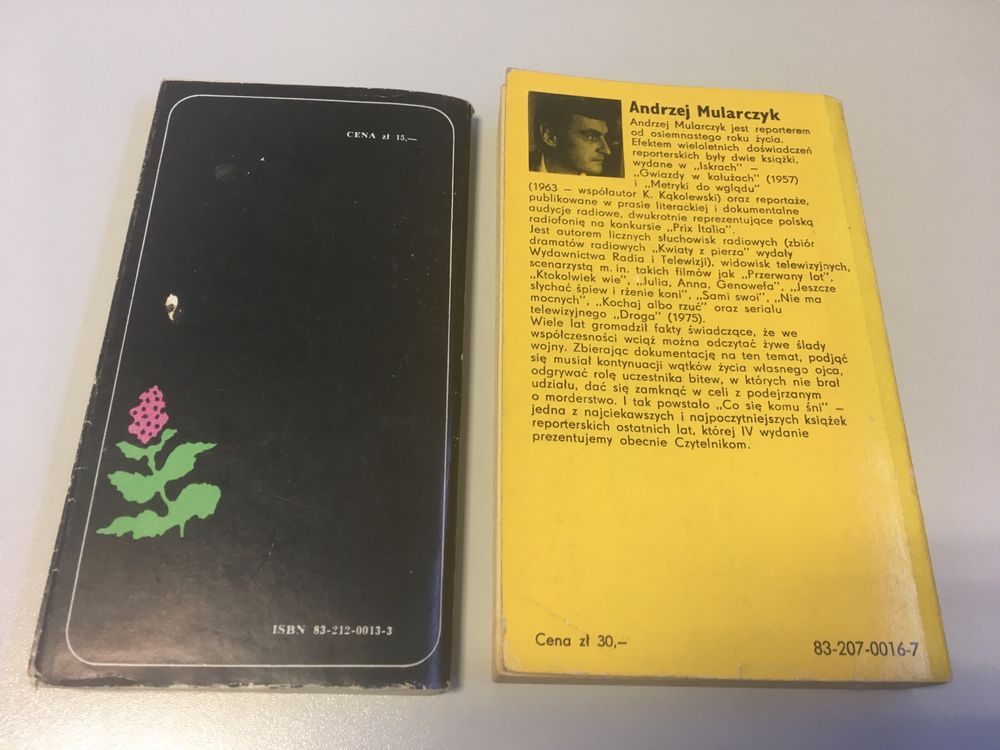 CENA zł 15,—
ISBN 83-212-0013-3
Andrzej Mularczyk
Andrzej Mularczyk jest reporterem
od osiemnastego roku życia.
Efektem wieloletnich doświadczeń
reporterskich były dwie książki,
wydane w „Iskrach" —
„Gwiazdy w kałużach" (1957)
i „Metryki do wglądu"
(1963 — współautor K. Kąkolewski) oraz reportaże,
publikowane w prasie literackiej i dokumentalne
audycje radiowe, dwukrotnie reprezentujące polską
radiofonię na konkursie „Prix Italia".
Jest autorem licznych słuchowisk radiowych (zbiór
dramatów radiowych „Kwiaty z pierza" wydały
Wydawnictwa Radia i Telewizji), widowisk telewizyjnych,
scenarzystą m. in. takich filmów jak „Przerwany lot",
„Ktokolwiek wie", „Julia, Anna, Genowefa", „Jeszcze
słychać śpiew i rżenie koni", „Sami swoi", „Nie ma
mocnych", „Kochaj albo rzuć" oraz serialu
telewizyjnego „Droga" (1975).
Wiele lat gromadził fakty świadczące, że we
współczesności wciąż można odczytać żywe ślady
wojny. Zbierając dokumentację na ten temat, podjąć
się musiał kontynuacji wątków życia własnego ojca,
odgrywać rolę uczestnika bitew, w których nie brał
udziału, dać się zamknąć w celi z podejrzanym
o morderstwo. I tak powstało „Co się komu śni" —
jedna z najciekawszych i najpoczytniejszych książek
reporterskich ostatnich lat, której IV wydanie
prezentujemy obecnie Czytelnikom.
Cena zł 30,—
83-207-0016-7